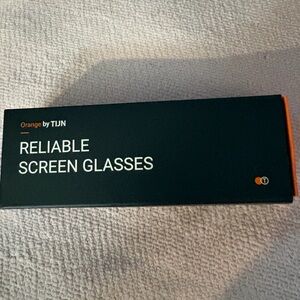 Orange by TIJN
RELIABLE
SCREEN GLASSES